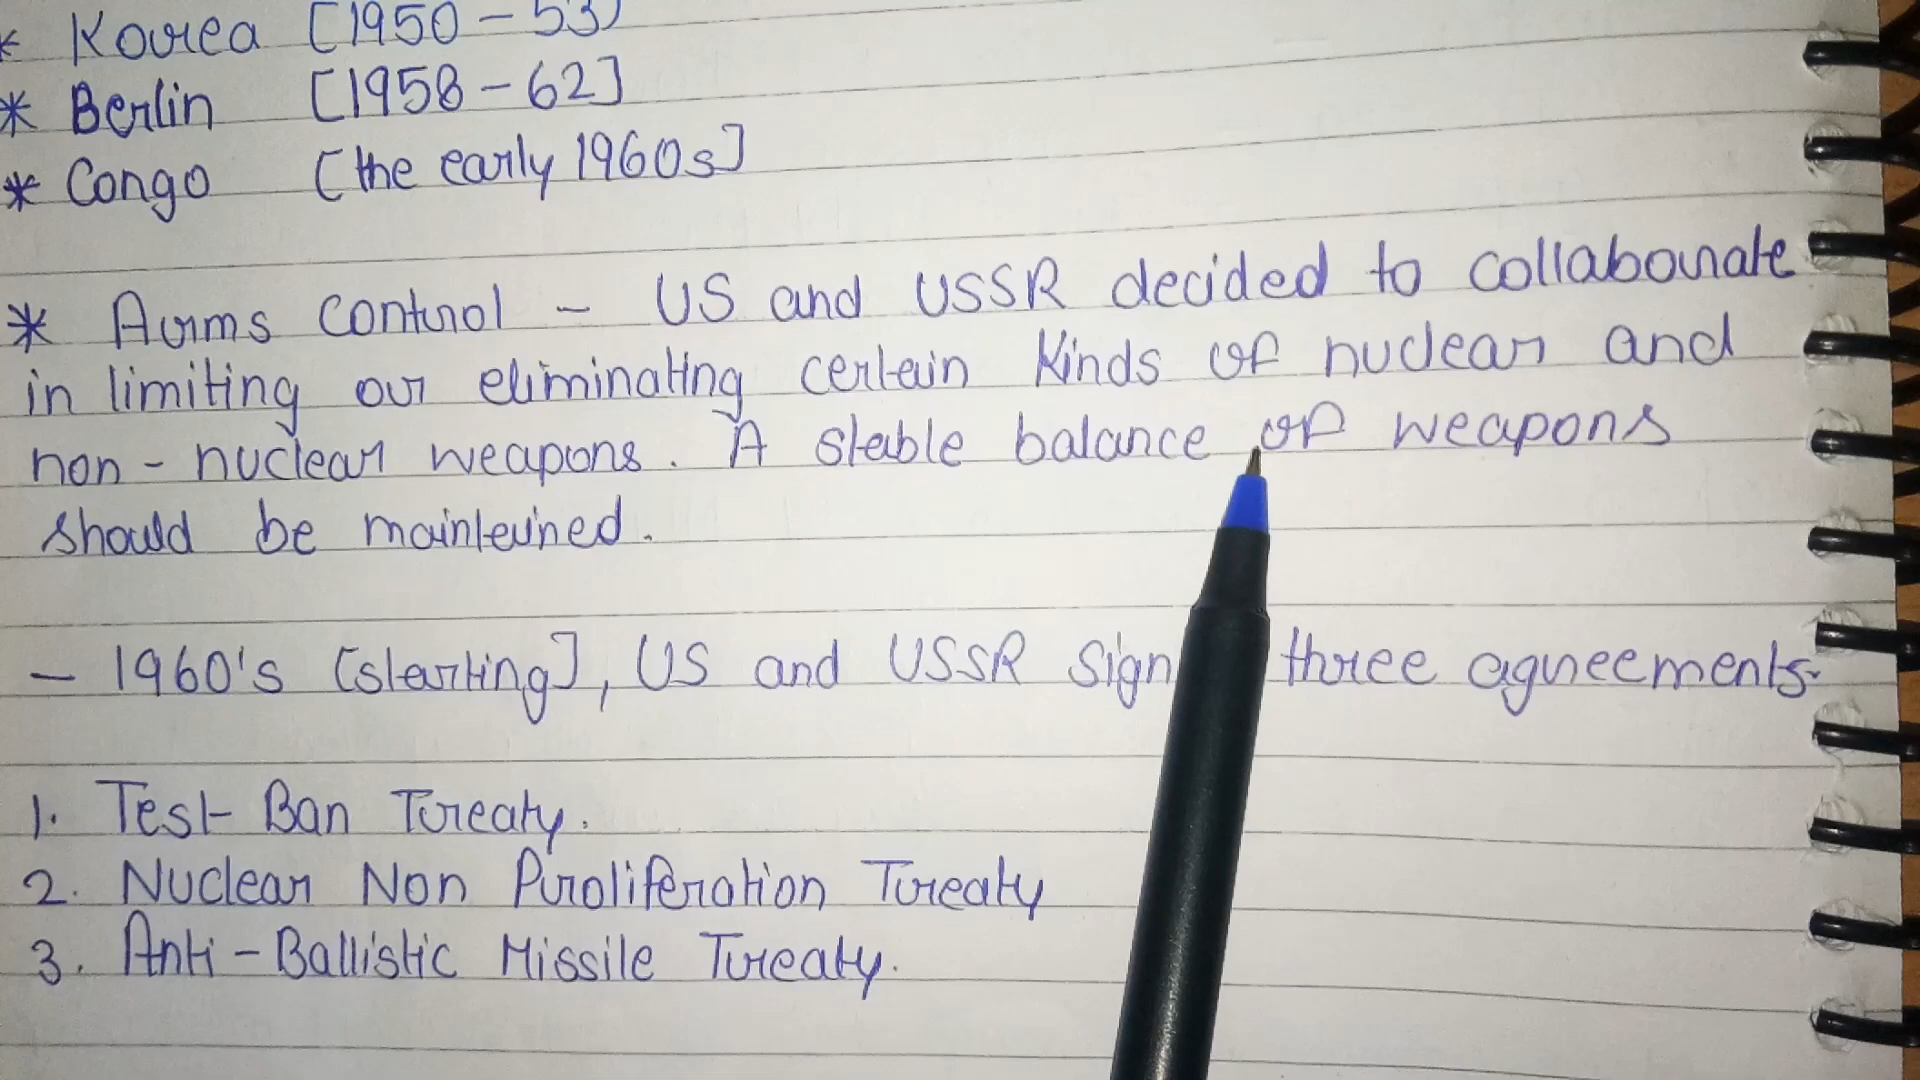 * Korea [1950-53]
* Berlin [1958-62]
* Congo [the early 1960s]
* Arms control - US and USSR decided to collaborate
in limiting or eliminating certain kinds of nuclear and
non-nuclear weapons. A stable balance of weapons
should be maintained.
- 1960's [starting], US and USSR sign three agreements.
1. Test Ban Treaty.
2. Nuclear Non Proliferation Treaty
3. Anti-Ballistic Missile Treaty.